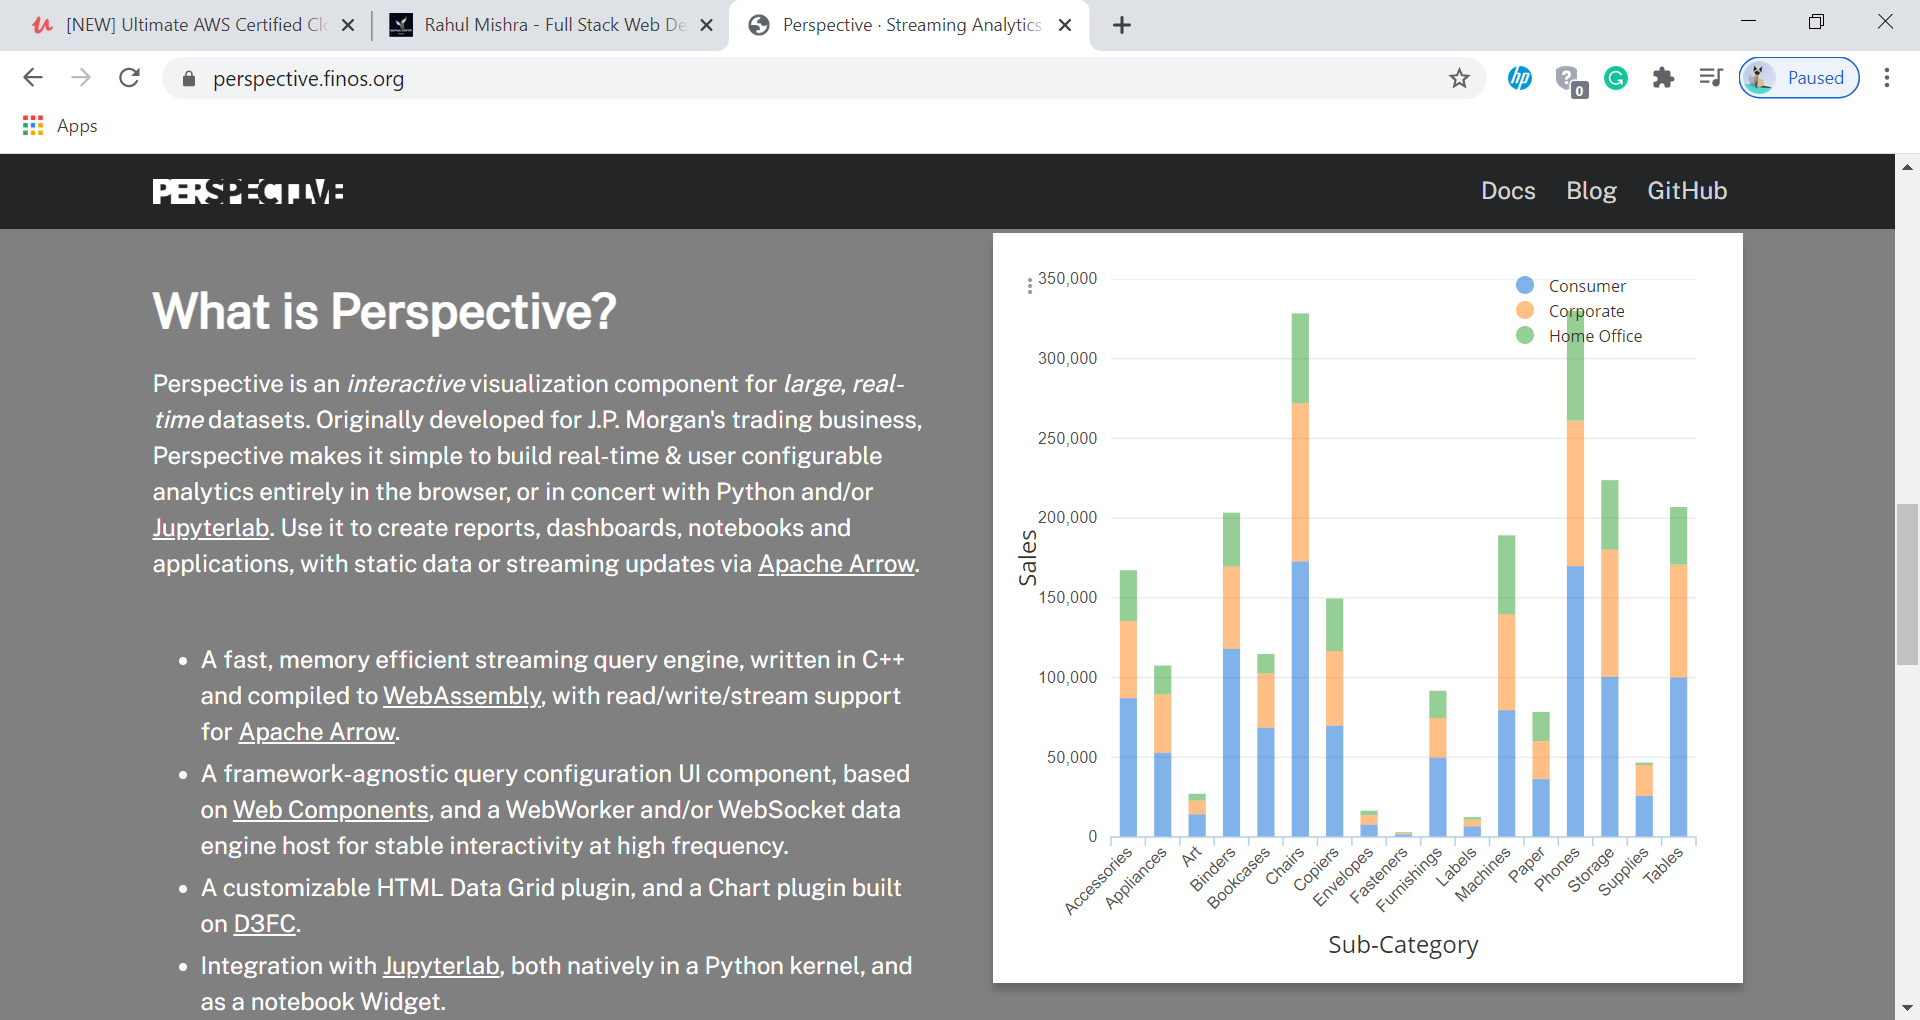 [NEW] Ultimate AWS Certified Clo
Rahul Mishra - Full Stack Web De
Perspective · Streaming Analytics
perspective.finos.org
hp
0
G
Paused
Apps
PERSPECTIVE
Docs
Blog
GitHub
What is Perspective?
Perspective is an interactive visualization component for large, real-
time datasets. Originally developed for J.P. Morgan's trading business,
Perspective makes it simple to build real-time & user configurable
analytics entirely in the browser, or in concert with Python and/or
Jupyterlab. Use it to create reports, dashboards, notebooks and
applications, with static data or streaming updates via Apache Arrow.
• A fast, memory efficient streaming query engine, written in C++
and compiled to WebAssembly, with read/write/stream support
for Apache Arrow.
• A framework-agnostic query configuration UI component, based
on Web Components, and a WebWorker and/or WebSocket data
engine host for stable interactivity at high frequency.
• A customizable HTML Data Grid plugin, and a Chart plugin built
on D3FC.
• Integration with Jupyterlab, both natively in a Python kernel, and
as a notebook Widget.
Consumer
Corporate
Home Office
350,000
300,000
250,000
200,000
150,000
100,000
50,000
0
Sales
Accessories
Appliances
Art
Binders
Bookcases
Chairs
Copiers
Envelopes
Fasteners
Furnishings
Labels
Machines
Paper
Phones
Storage
Supplies
Tables
Sub-Category